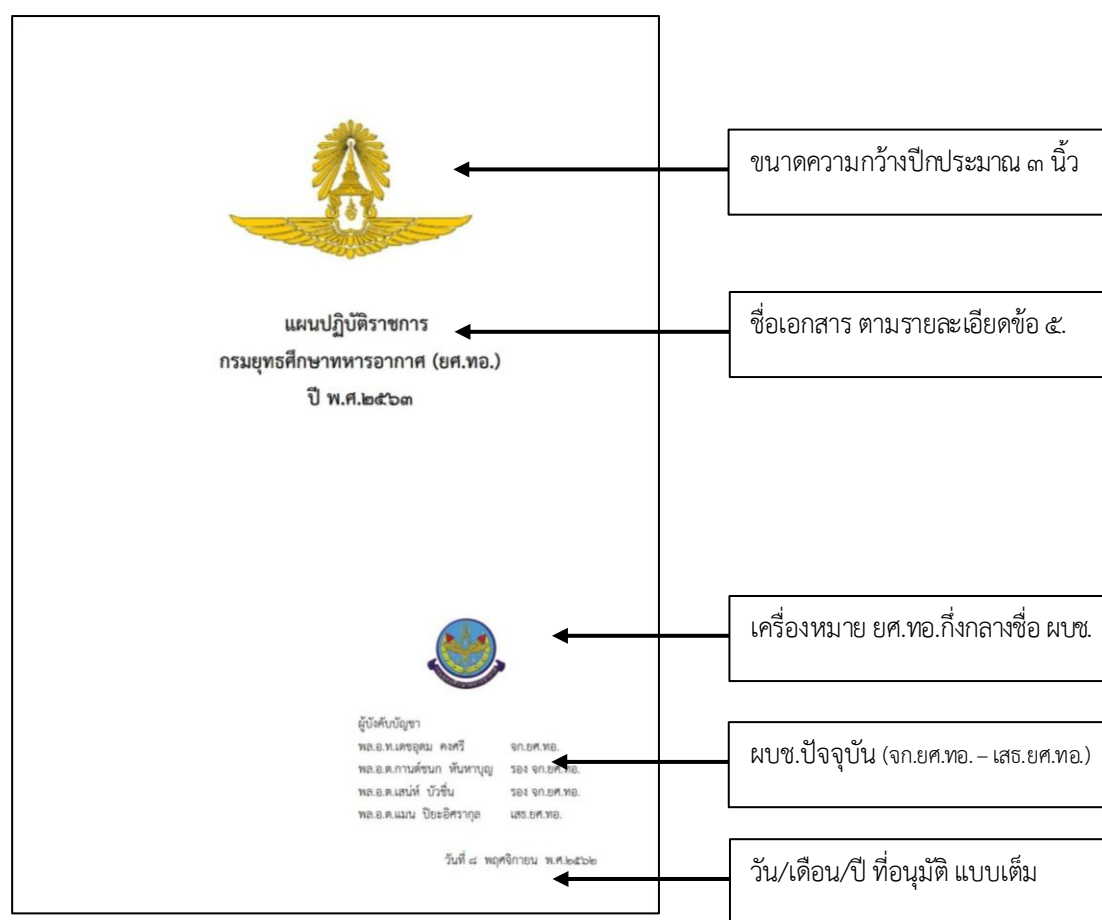 ขนาดความกว้างปีกประมาณ ๓ นิ้ว
แผนปฏิบัติราชการ
กรมยุทธศึกษาทหารอากาศ (ยศ.ทอ.)
ปี พ.ศ.๒๕๖๓
ชื่อเอกสาร ตามรายละเอียดข้อ ๕.
เครื่องหมาย ยศ.ทอ.กึ่งกลางชื่อ ผบช.
ผู้บังคับบัญชา
พล.อ.ท.เดชอุดม คงศรี จก.ยศ.ทอ.
พล.อ.ต.กานต์ชนก หันหาบุญ รอง จก.ยศ.ทอ.
พล.อ.ต.เสน่ห์ บัวชื่น รอง จก.ยศ.ทอ.
พล.อ.ต.แมน ปิยะอิศรากุล เสธ.ยศ.ทอ.
ผบช.ปัจจุบัน (จก.ยศ.ทอ. – เสธ.ยศ.ทอ.)
วันที่ ๘ พฤศจิกายน พ.ศ.๒๕๖๒
วัน/เดือน/ปี ที่อนุมัติ แบบเต็ม